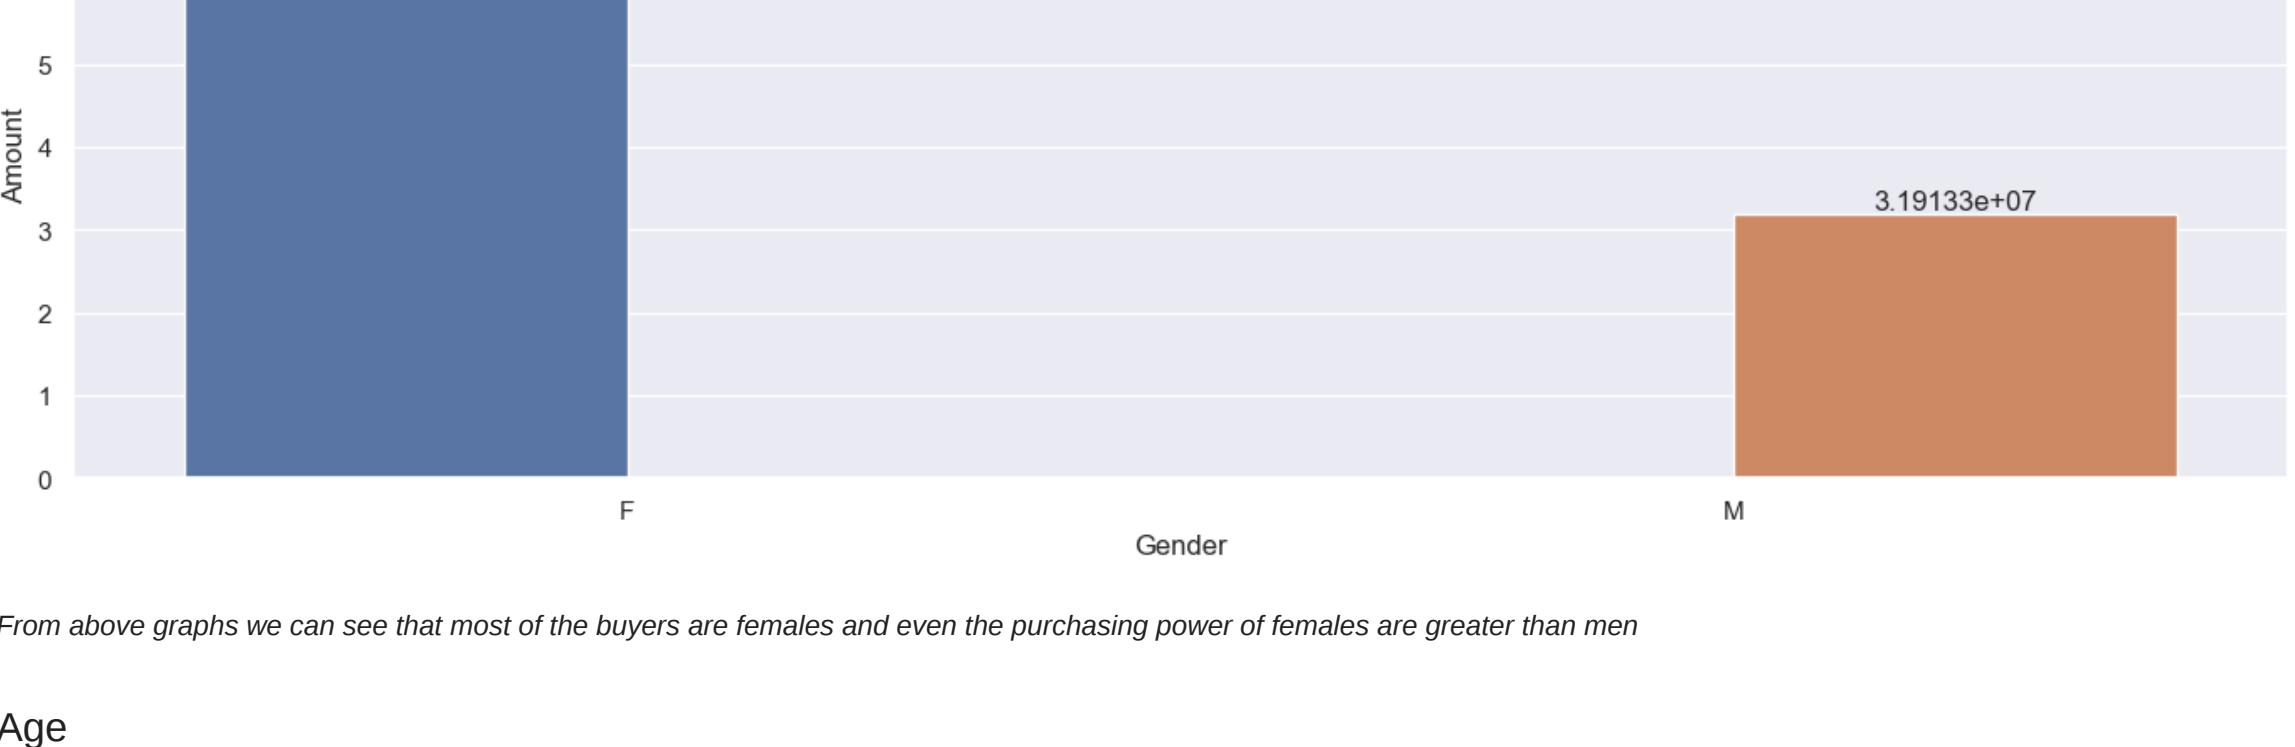 5
Amount
4
3.19133e+07
3
2
1
0
F
M
Gender
From above graphs we can see that most of the buyers are females and even the purchasing power of females are greater than men
Age